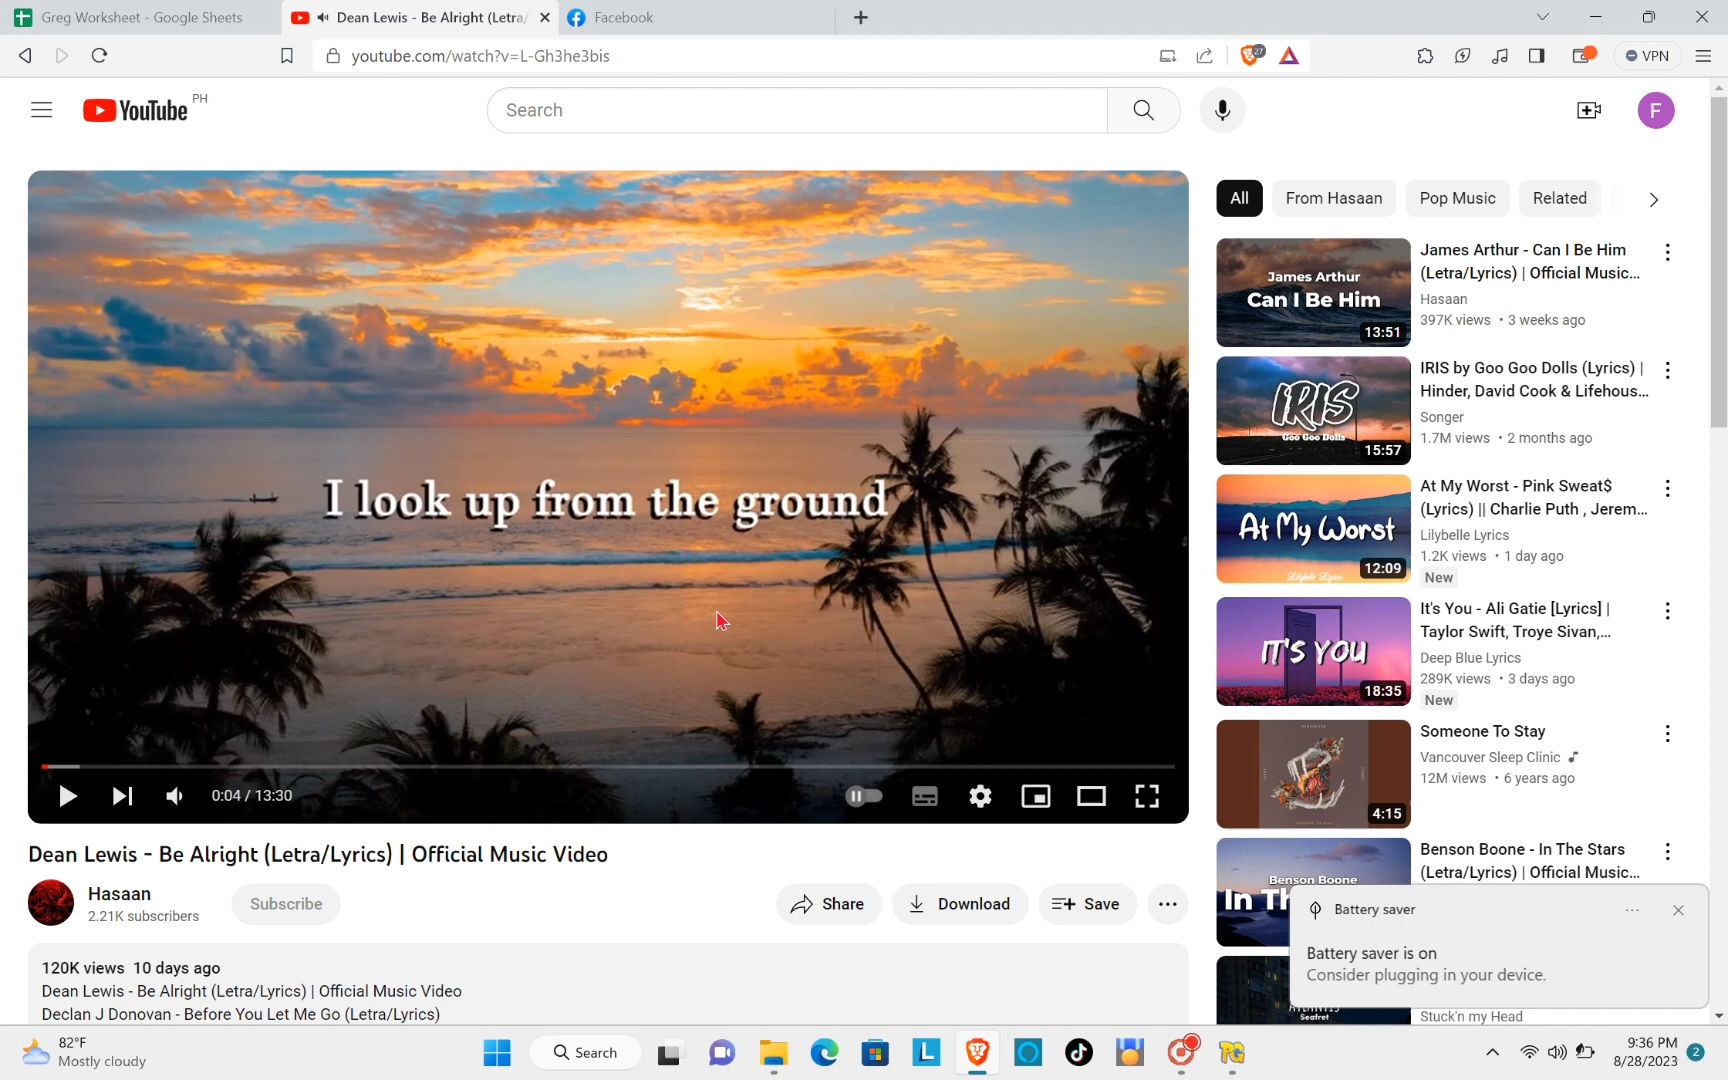 Greg Worksheet - Google Sheets
Dean Lewis - Be Alright (Letra/
Facebook
youtube.com/watch?v=L-Gh3he3bis
27
VPN
YouTube PH
Search
F
All
From Hasaan
Pop Music
Related
I look up from the ground
0:04 / 13:30
James Arthur
Can I Be Him
13:51
James Arthur - Can I Be Him
(Letra/Lyrics) | Official Music...
Hasaan
397K views • 3 weeks ago
IRIS
Goo Goo Dolls
15:57
IRIS by Goo Goo Dolls (Lyrics) |
Hinder, David Cook & Lifehous...
Songer
1.7M views • 2 months ago
At My Worst
Lilybelle Lyrics
12:09
At My Worst - Pink Sweat$
(Lyrics) || Charlie Puth , Jerem...
Lilybelle Lyrics
1.2K views • 1 day ago
New
IT'S YOU
18:35
It's You - Ali Gatie [Lyrics] |
Taylor Swift, Troye Sivan,...
Deep Blue Lyrics
289K views • 3 days ago
New
4:15
Someone To Stay
Vancouver Sleep Clinic
12M views • 6 years ago
Benson Boone
In Th
Benson Boone - In The Stars
(Letra/Lyrics) | Official Music...
Seafret
Stuck'n my Head
Dean Lewis - Be Alright (Letra/Lyrics) | Official Music Video
Hasaan
2.21K subscribers
Subscribe
Share
Download
Save
120K views 10 days ago
Dean Lewis - Be Alright (Letra/Lyrics) | Official Music Video
Declan J Donovan - Before You Let Me Go (Letra/Lyrics)
Battery saver
Battery saver is on
Consider plugging in your device.
82°F
Mostly cloudy
Search
L
PG
9:36 PM
8/28/2023
2